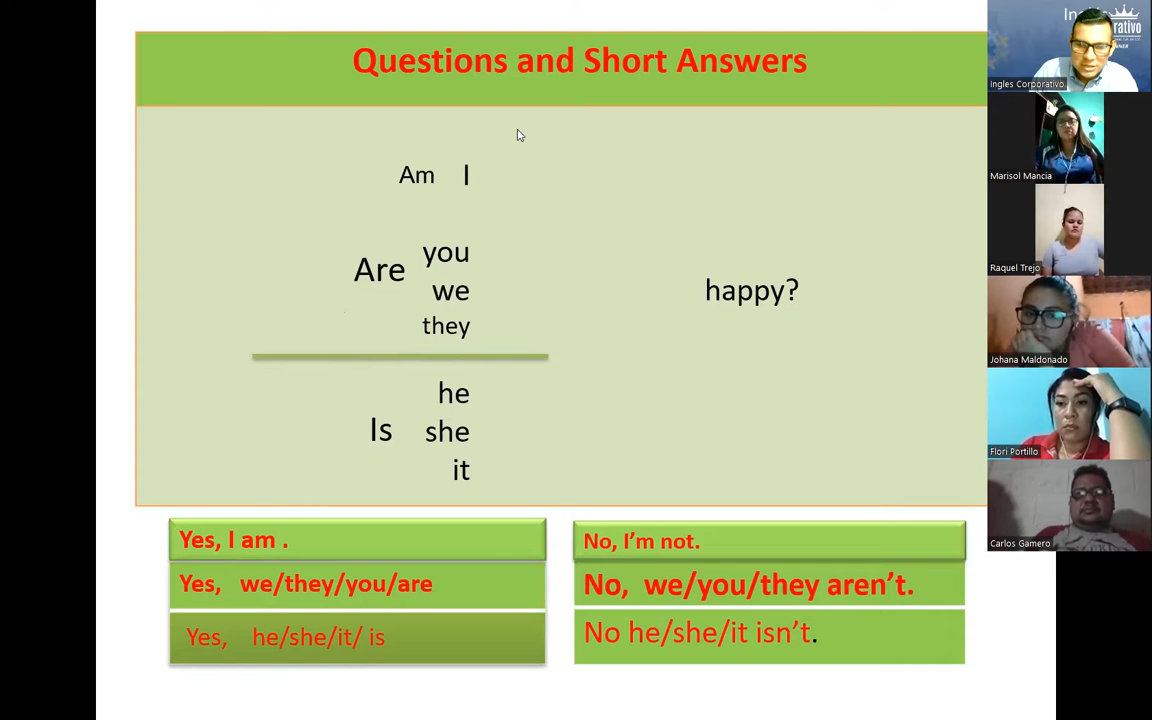 Questions and Short Answers
Am I
Are you
we
they
happy?
he
Is she
it
Yes, I am .
No, I'm not.
Yes, we/they/you/are
No, we/you/they aren't.
Yes, he/she/it/ is
No he/she/it isn't.
Ingles Corporativo
Marisol Mancia
Raquel Trejo
Johana Maldonado
Flori Portillo
Carlos Gamero